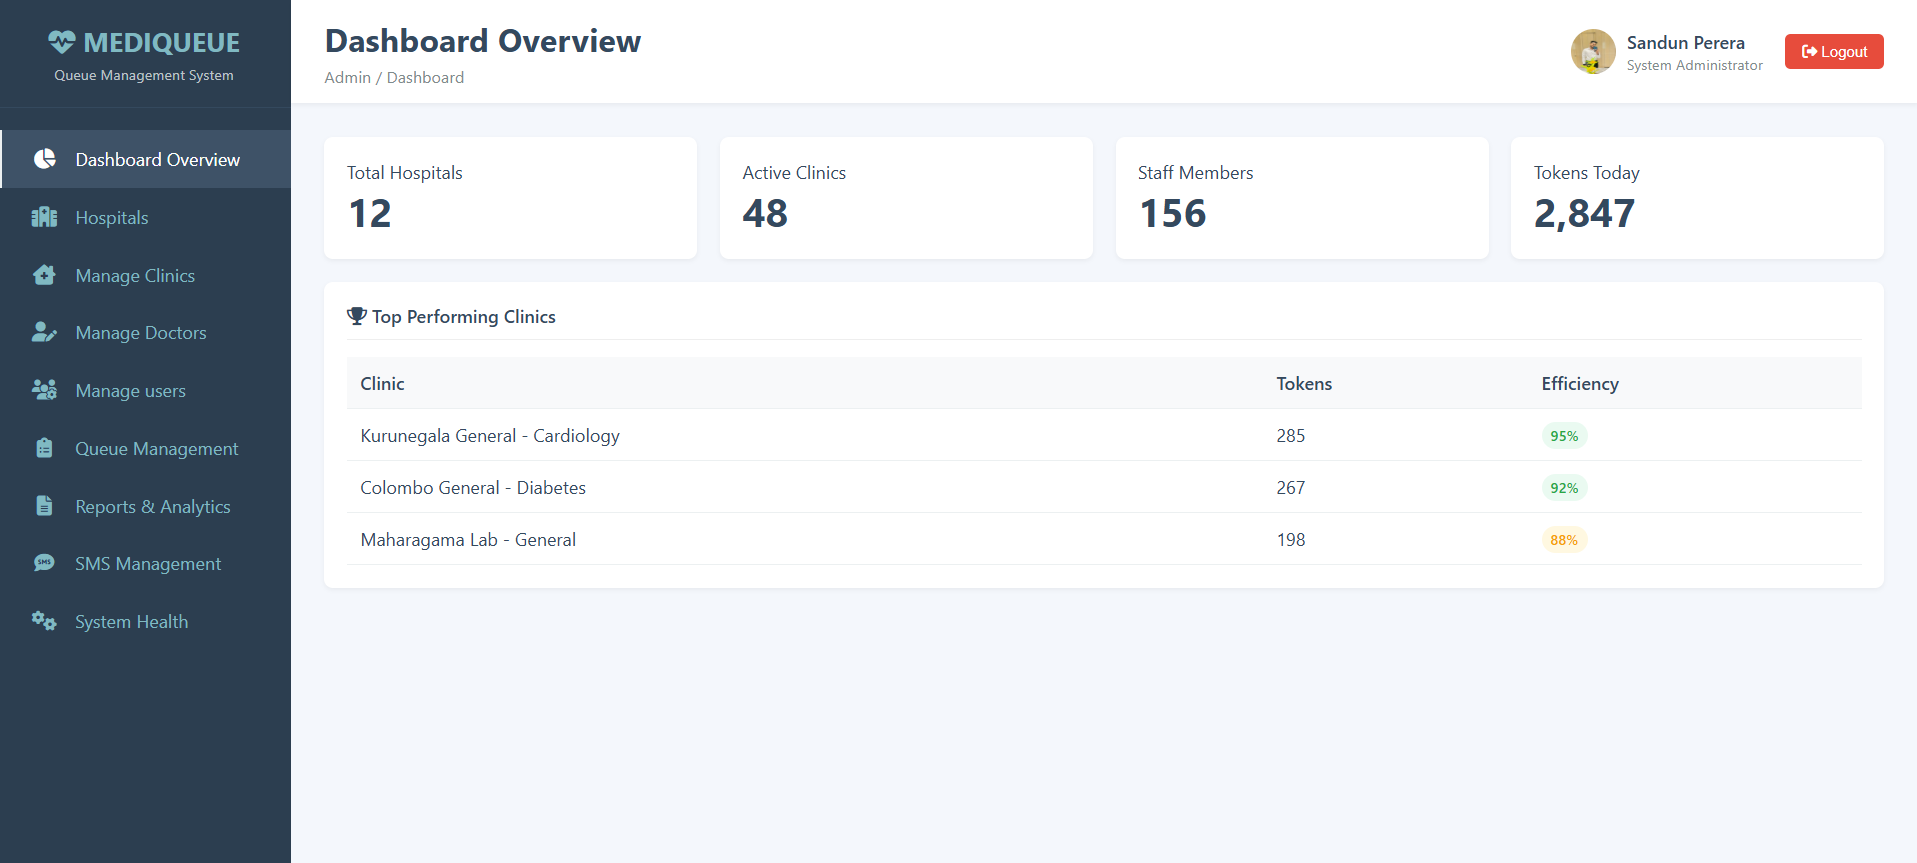 MEDIQUEUE
Queue Management System
Dashboard Overview
Hospitals
Manage Clinics
Manage Doctors
Manage users
Queue Management
Reports & Analytics
SMS
SMS Management
System Health
Dashboard Overview
Admin / Dashboard
Sandun Perera
System Administrator
Logout
Total Hospitals
12
Active Clinics
48
Staff Members
156
Tokens Today
2,847
Top Performing Clinics
Clinic Tokens Efficiency
Kurunegala General - Cardiology 285 95%
Colombo General - Diabetes 267 92%
Maharagama Lab - General 198 88%